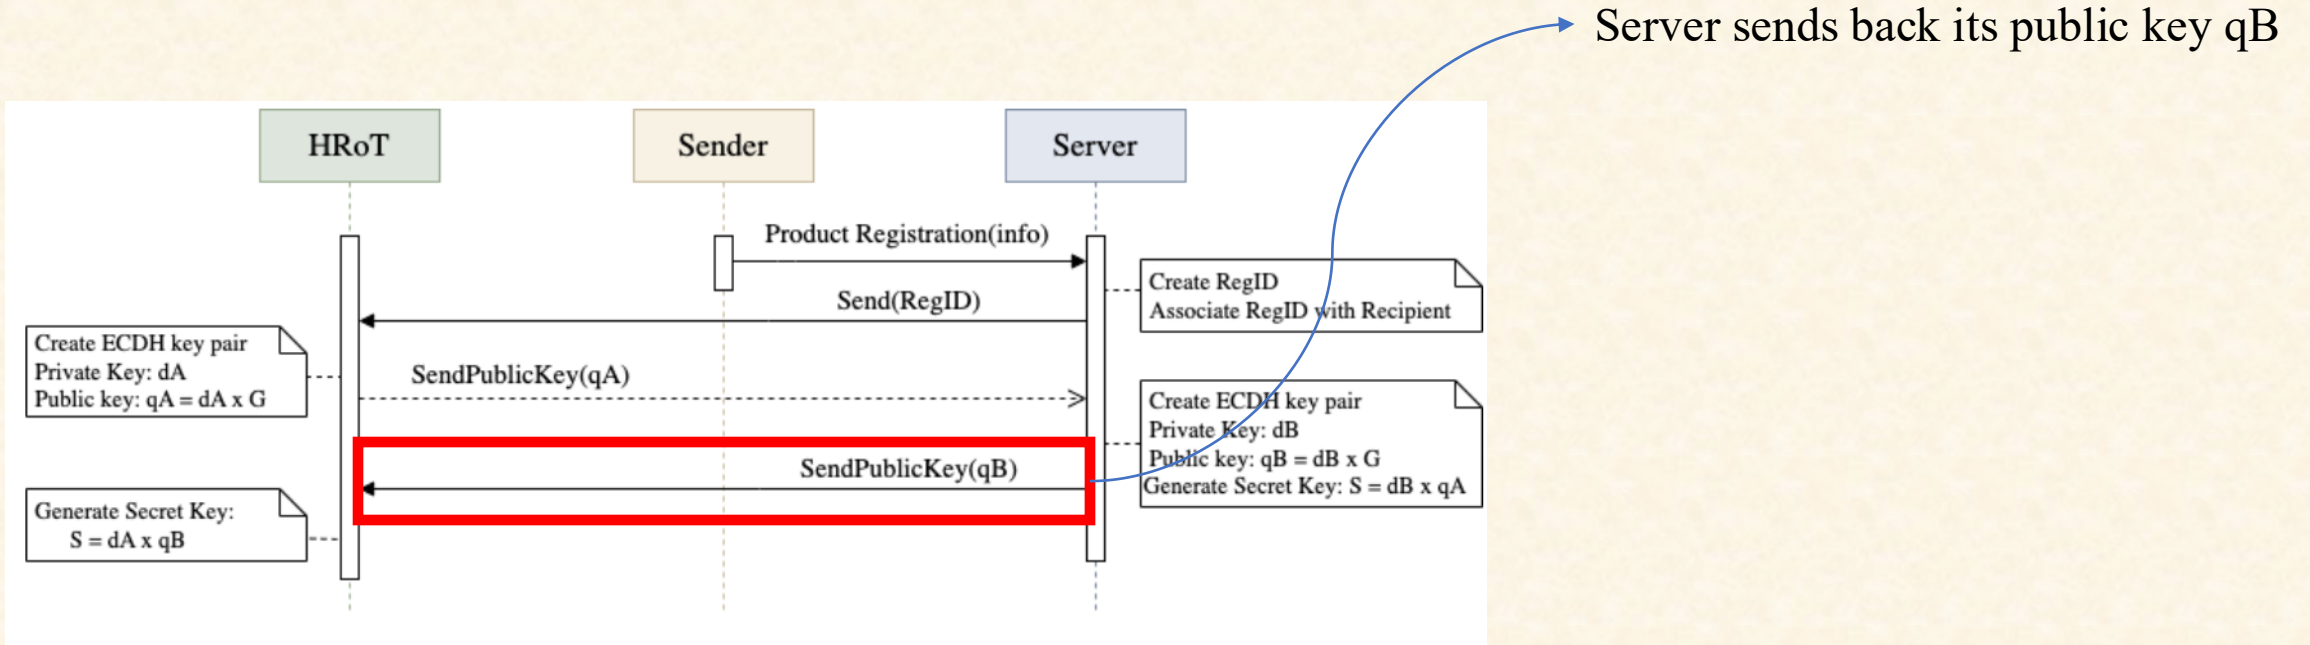 Server sends back its public key qB
HRoT
Sender
Server
Product Registration(info)
Create RegID
Associate RegID with Recipient
Send(RegID)
Create ECDH key pair
Private Key: dA
Public key: qA = dA x G
SendPublicKey(qA)
Create ECDH key pair
Private Key: dB
Public key: qB = dB x G
Generate Secret Key: S = dB x qA
SendPublicKey(qB)
Generate Secret Key:
S = dA x qB